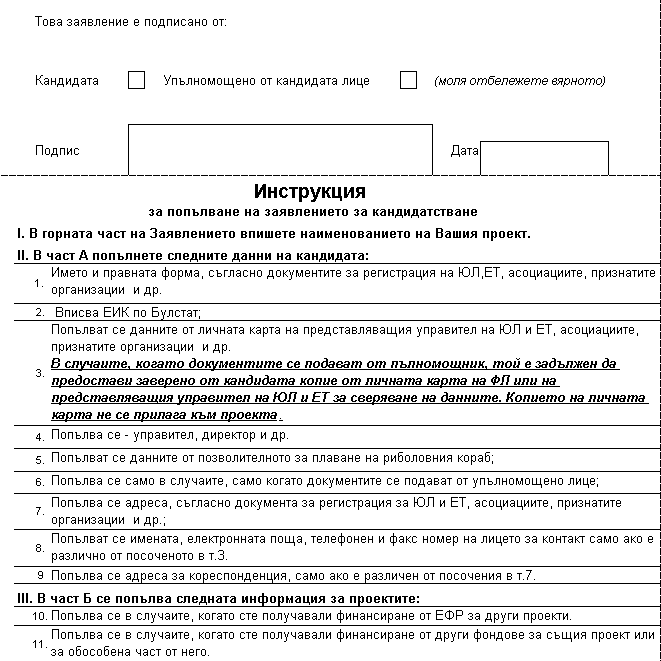 Това заявление е подписано от:
Кандидата Упълномощено от кандидата лице (моля отбележете вярното)
Подпис Дата
Инструкция
за попълване на заявлението за кандидатстване
I. В горната част на Заявлението впишете наименованието на Вашия проект.
II. В част А попълнете следните данни на кандидата:
1. Името и правната форма, съгласно документите за регистрация на ЮЛ,ЕТ, асоциациите, признатите
организации и др.
2. Вписва ЕИК по Булстат;
Попълват се данните от личната карта на представляващия управител на ЮЛ и ЕТ, асоциациите,
признатите организации и др.
3. В случаите, когато документите се подават от пълномощник, той е задължен да
предостави заверено от кандидата копие от личната карта на ФЛ или на
представляващия управител на ЮЛ и ЕТ за сверяване на данните. Копието на личната
карта не се прилага към проекта.
4. Попълва се - управител, директор и др.
5. Попълват се данните от позволителното за плаване на риболовния кораб;
6. Попълва се само в случаите, само когато документите се подават от упълномощено лице;
7. Попълва се адреса, съгласно документа за регистрация за ЮЛ и ЕТ, асоциациите, признатите
организации и др.;
8. Попълват се имената, електронната поща, телефонен и факс номер на лицето за контакт само ако е
различно от посоченото в т.3.
9 Попълва се адреса за кореспонденция, само ако е различен от посочения в т.7.
III. В част Б се попълва следната информация за проектите:
10. Попълва се в случаите, когато сте получавали финансиране от ЕФР за други проекти.
11. Попълва се в случаите, когато сте получавали финансиране от други фондове за същия проект или
за обособена част от него.